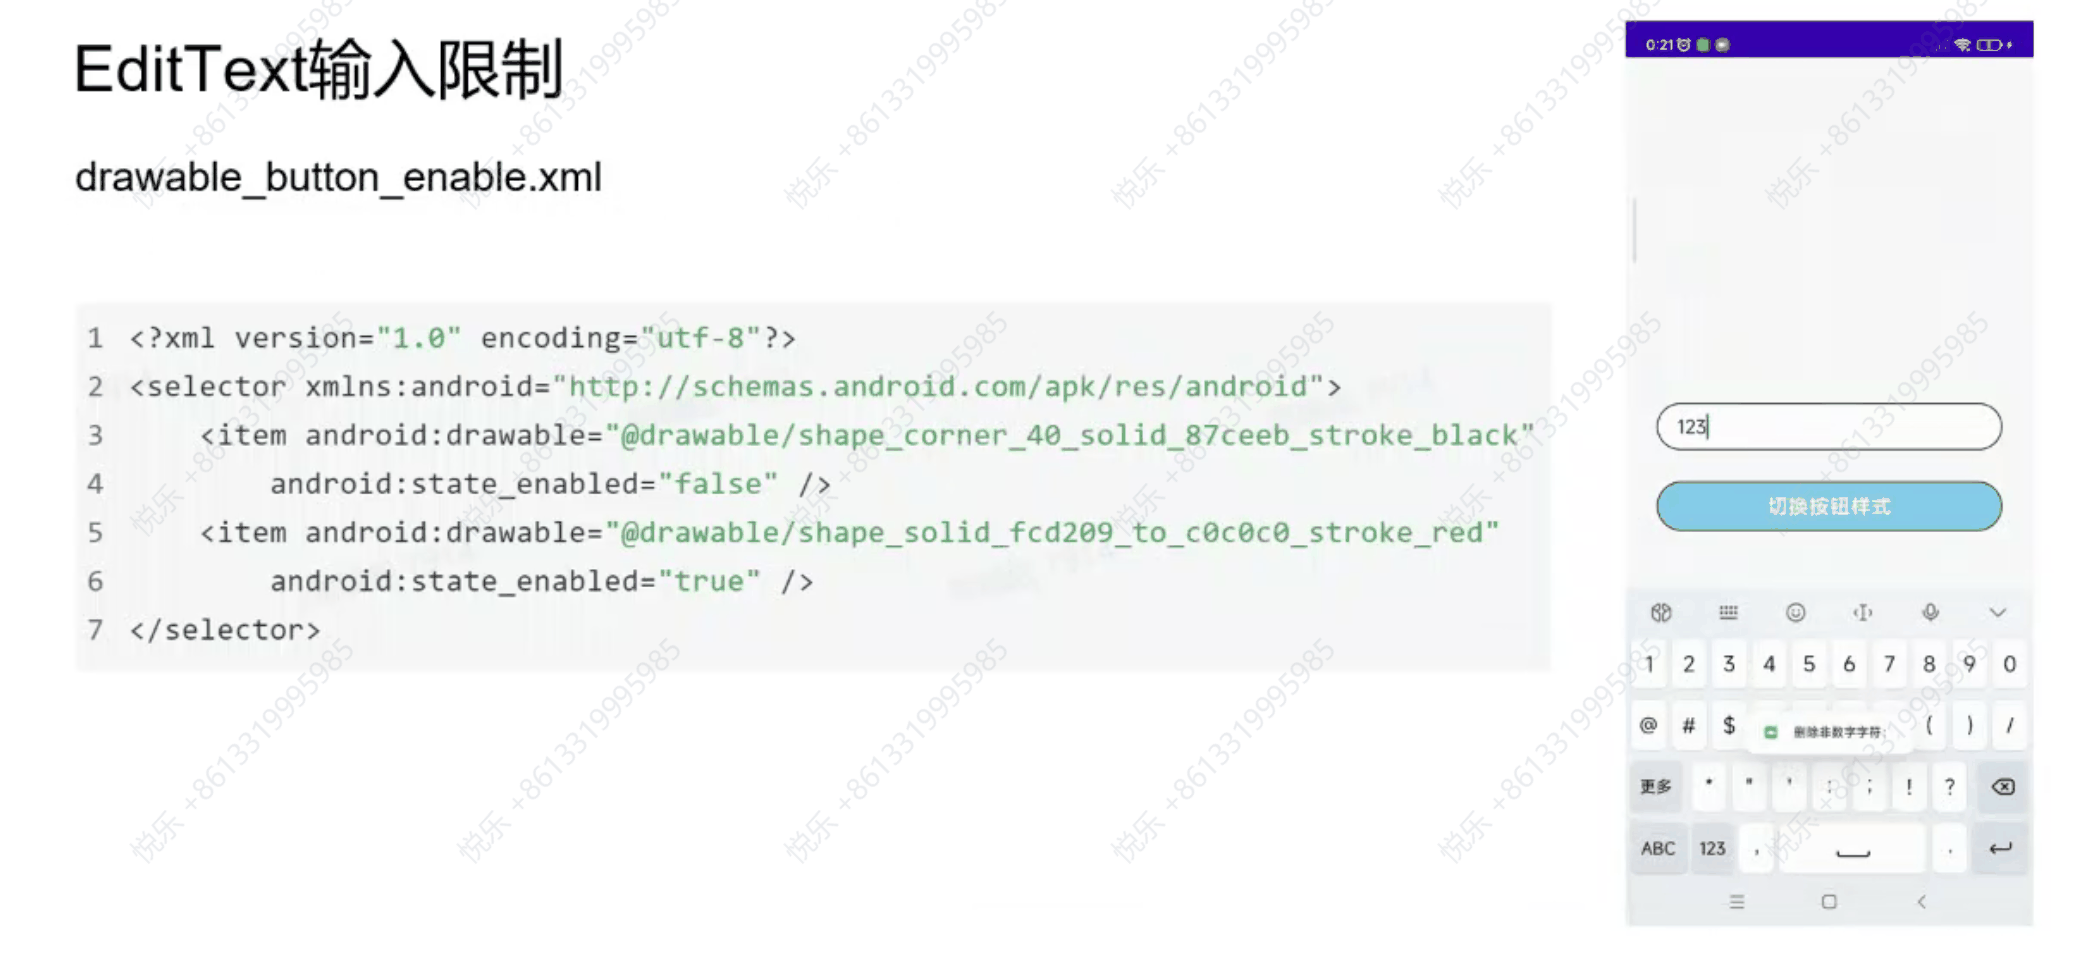 EditText输入限制
drawable_button_enable.xml
1 <?xml version="1.0" encoding="utf-8"?>
2 <selector xmlns:android="http://schemas.android.com/apk/res/android">
3     <item android:drawable="@drawable/shape_corner_40_solid_87ceeb_stroke_black"
4         android:state_enabled="false" />
5     <item android:drawable="@drawable/shape_solid_fcd209_to_c0c0c0_stroke_red"
6         android:state_enabled="true" />
7 </selector>
0:21
123
切换按钮样式
1 2 3 4 5 6 7 8 9 0
@ # $ ( ) /
删除非数字字符:
更多 * " ' : ; ! ?
ABC 123 , .
悦乐 +8613319995985